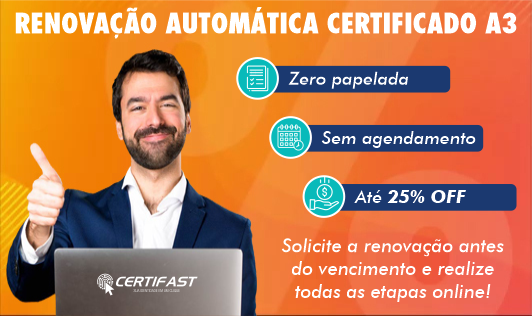 RENOVAÇÃO AUTOMÁTICA CERTIFICADO A3
Zero papelada
Sem agendamento
Até 25% OFF
Solicite a renovação antes
do vencimento e realize
todas as etapas online!
CERTIFAST